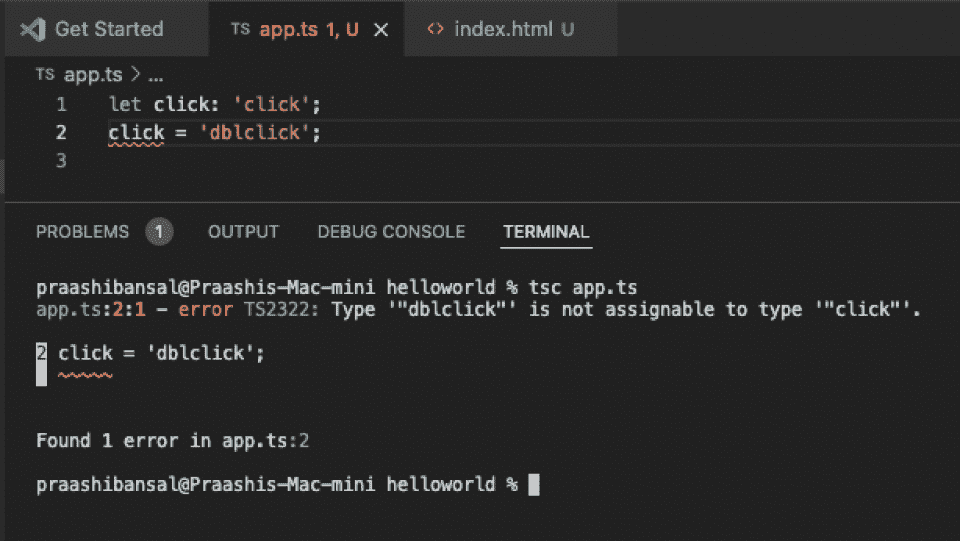 Get Started TS app.ts 1, U × <> index.html U
TS app.ts > ...
1 let click: 'click';
2 click = 'dblclick';
3
PROBLEMS 1 OUTPUT DEBUG CONSOLE TERMINAL
praashibansal@Praashis-Mac-mini helloworld % tsc app.ts
app.ts:2:1 - error TS2322: Type '"dblclick"' is not assignable to type '"click"'.
2 click = 'dblclick';
Found 1 error in app.ts:2
praashibansal@Praashis-Mac-mini helloworld %